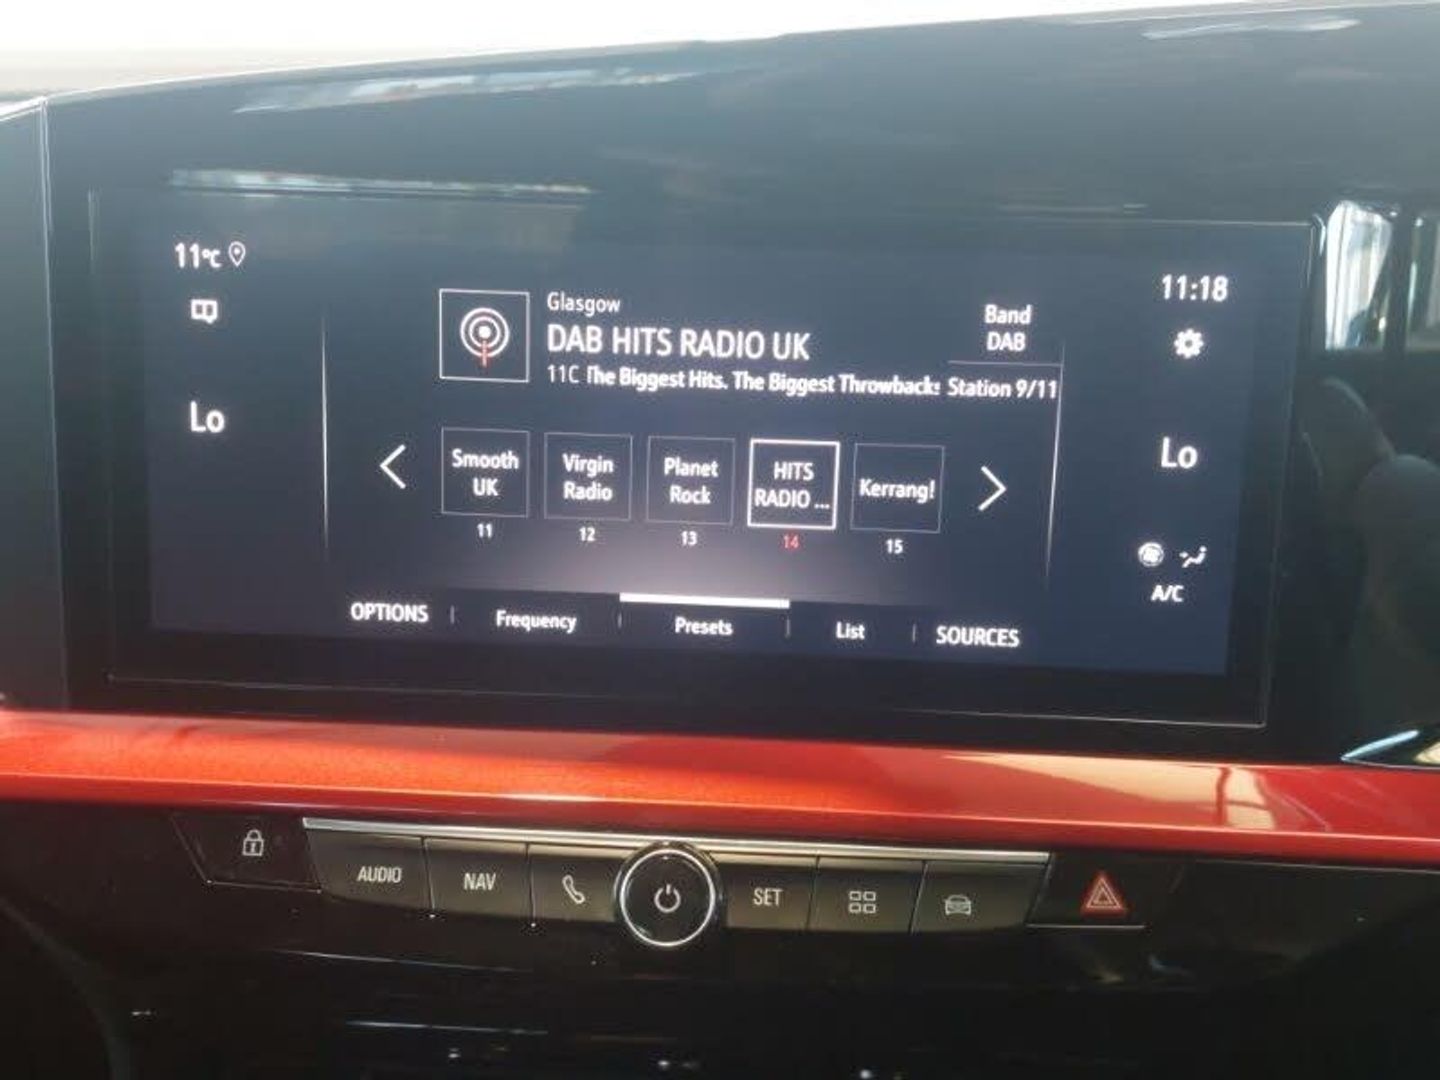 11°C
11:18
Glasgow
DAB HITS RADIO UK
Band
DAB
11C The Biggest Hits. The Biggest Throwbacks
Station 9/11
Lo
Lo
Smooth
UK
11
Virgin
Radio
12
Planet
Rock
13
HITS
RADIO ...
14
Kerrang!
15
A/C
OPTIONS
Frequency
Presets
List
SOURCES
AUDIO
NAV
SET